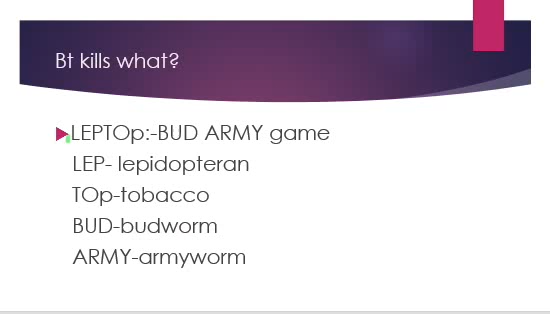 Bt kills what?
LEPTOp:-BUD ARMY game
LEP- lepidopteran
TOp-tobacco
BUD-budworm
ARMY-armyworm